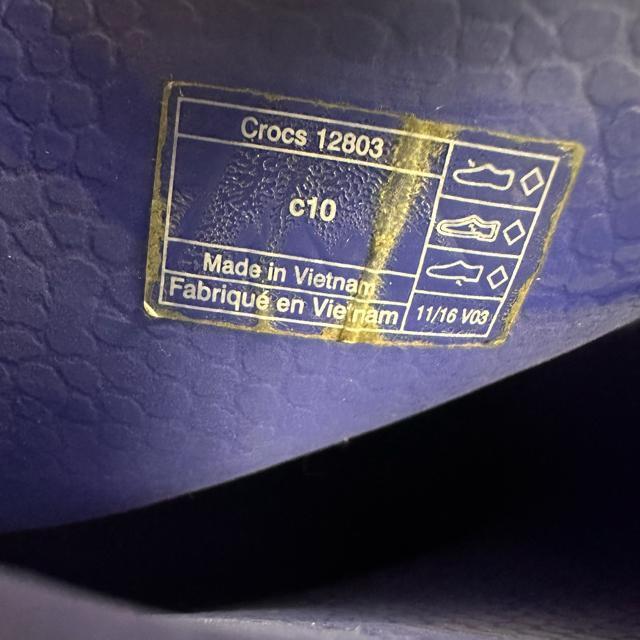 Crocs 12803
c10
Made in Vietnam
Fabriqué en Vietnam
11/16 V03